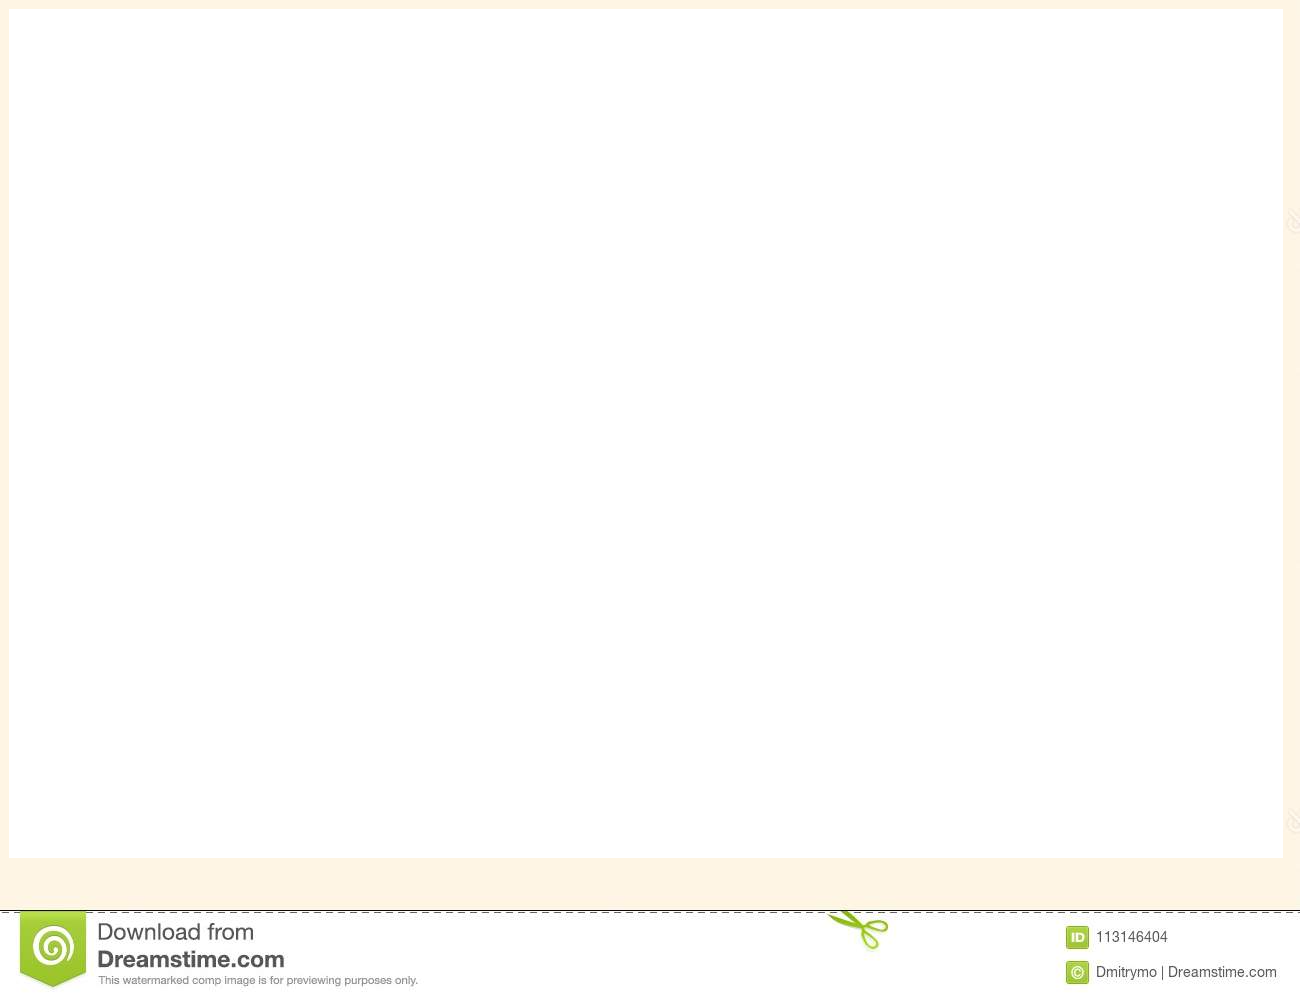 Download from
Dreamstime.com
This watermarked comp image is for previewing purposes only.
ID 113146404
© Dmitrymo | Dreamstime.com